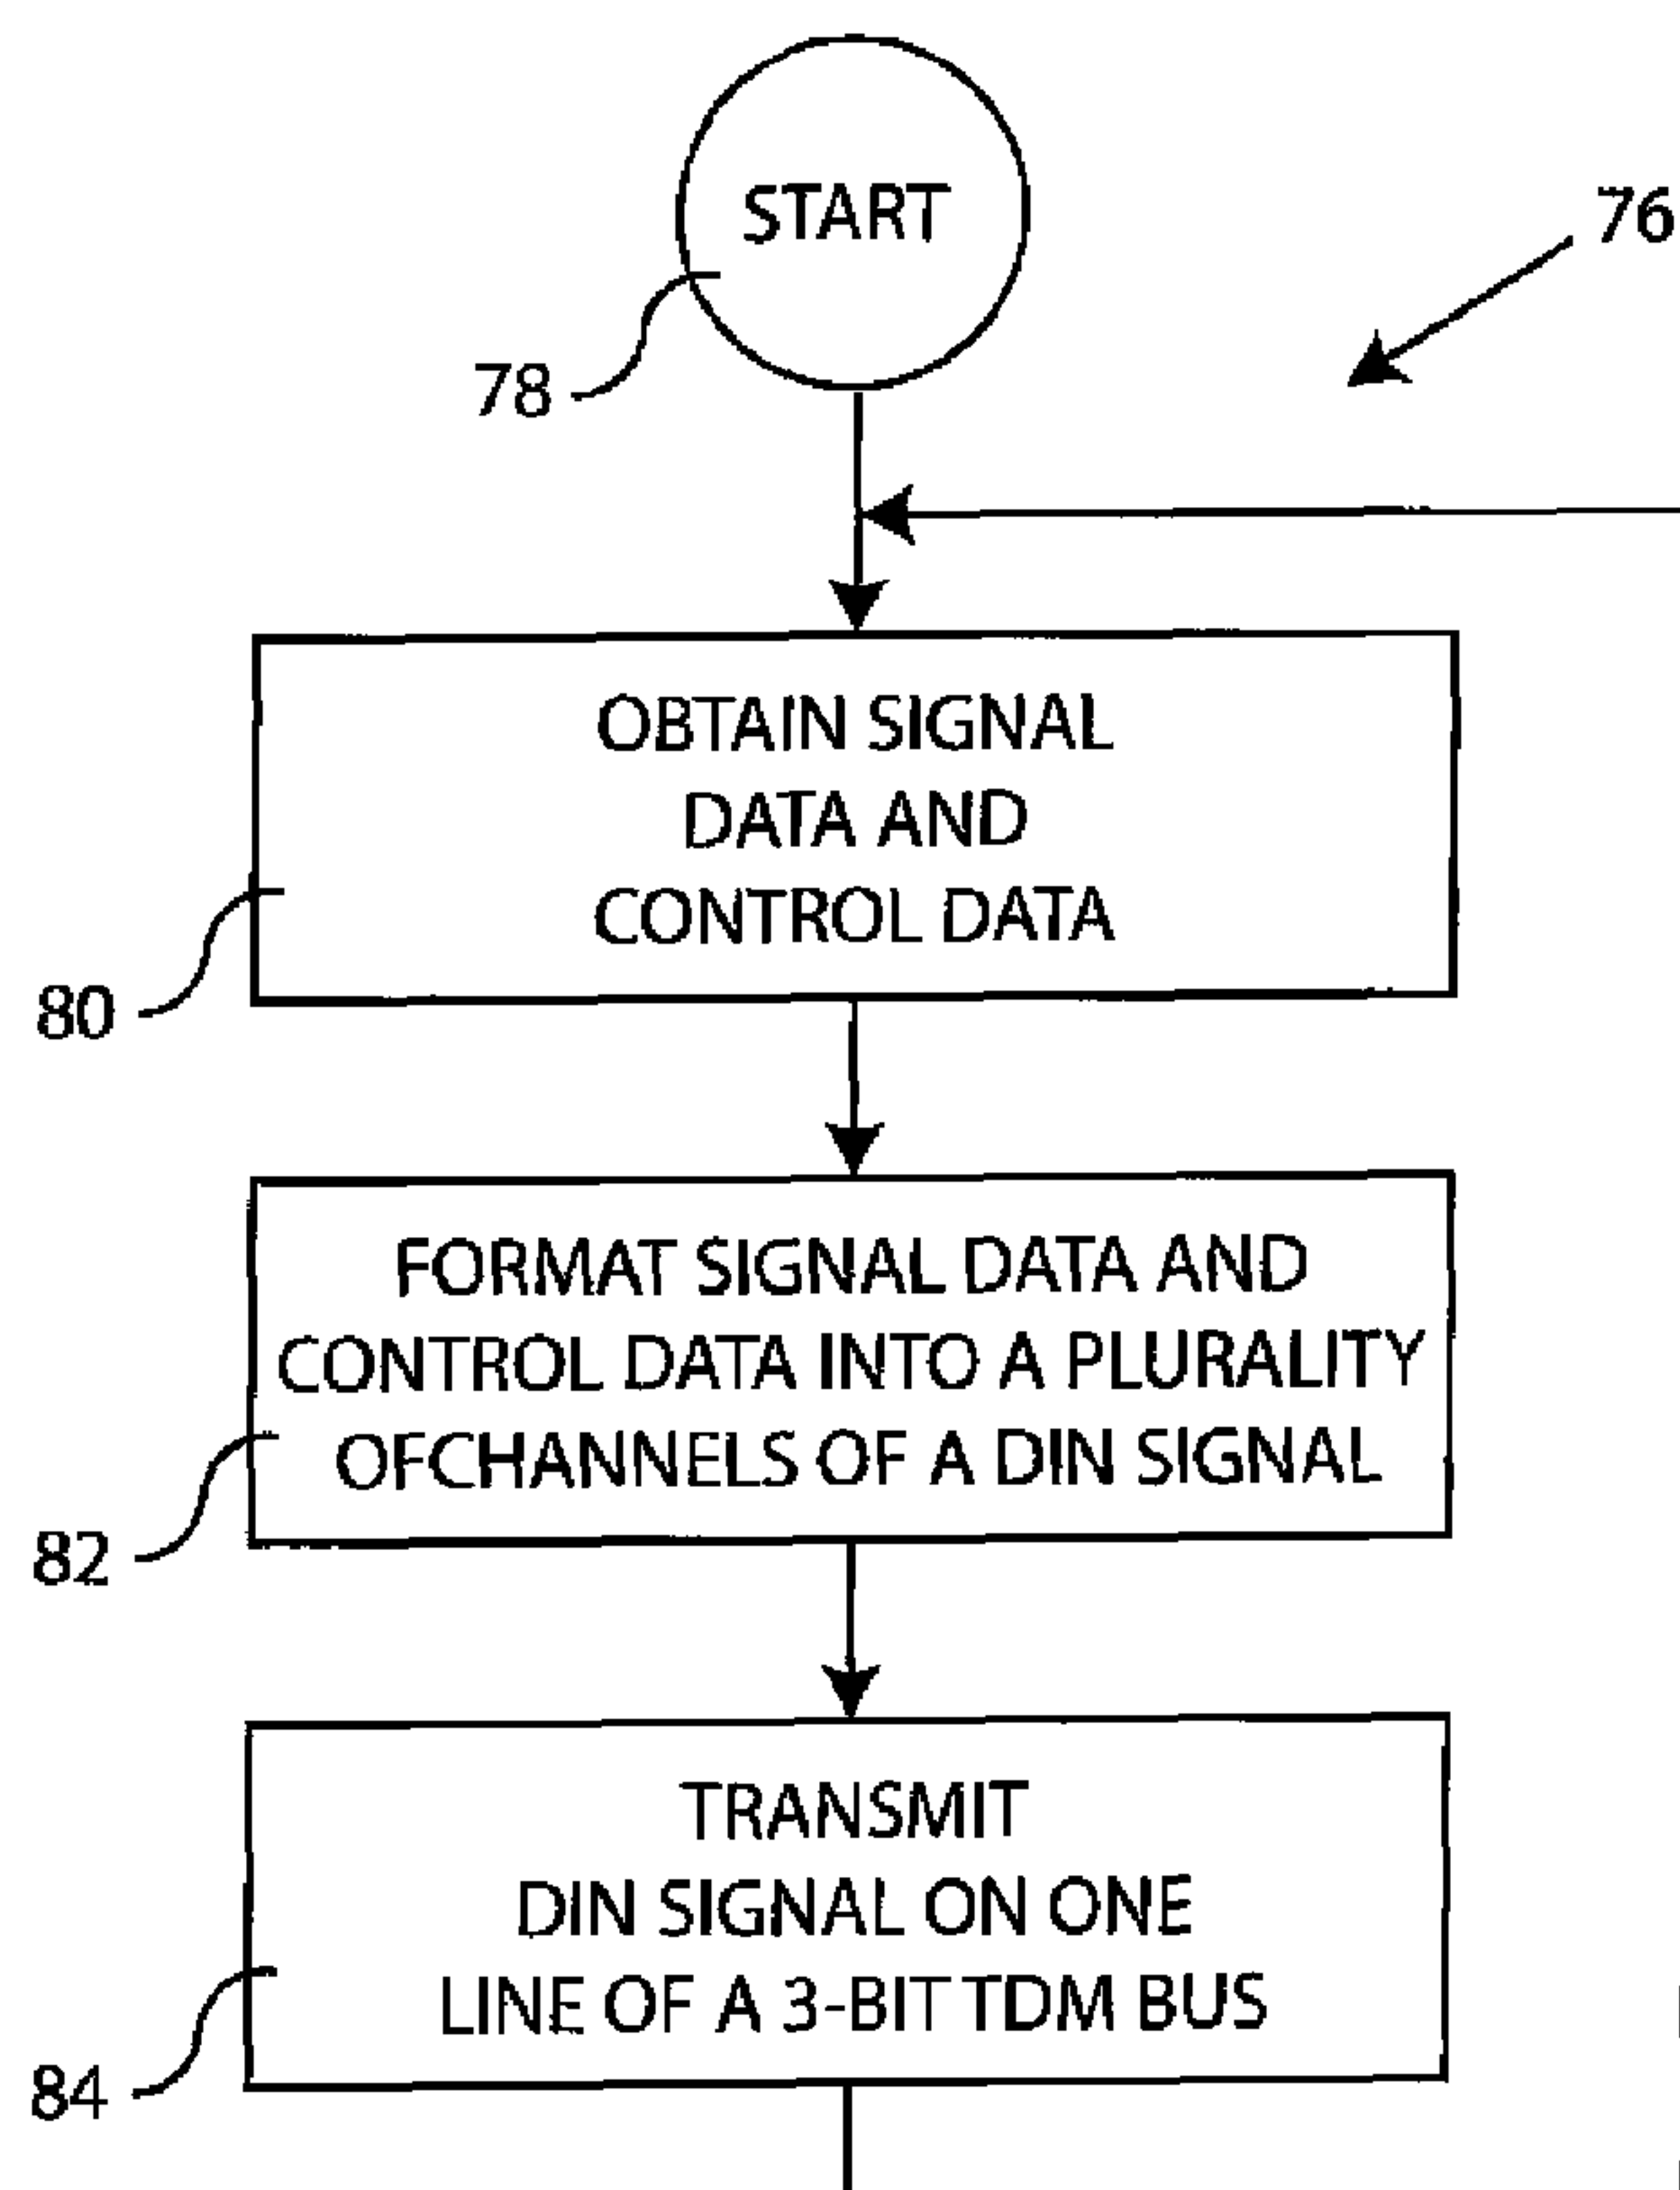 START
76
78
OBTAIN SIGNAL
DATA AND
CONTROL DATA
80
FORMAT SIGNAL DATA AND
CONTROL DATA INTO A PLURALITY
OFCHANNELS OF A DIN SIGNAL
82
TRANSMIT
DIN SIGNAL ON ONE
LINE OF A 3-BIT TDM BUS
84